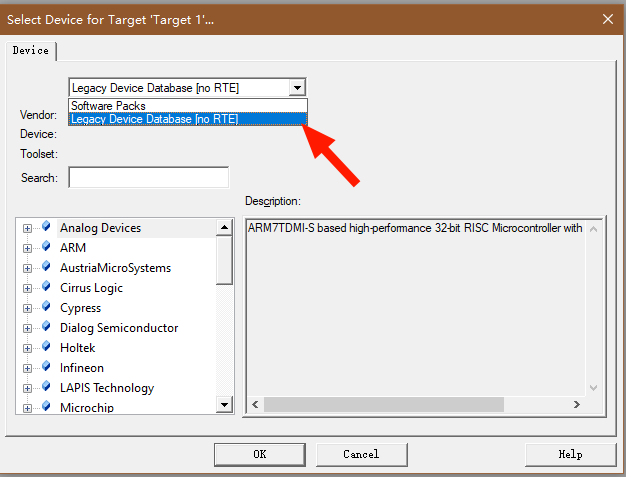 Select Device for Target 'Target 1'...
Device
Legacy Device Database [no RTE]
Software Packs
Legacy Device Database [no RTE]
Vendor:
Device:
Toolset:
Search:
Description:
Analog Devices
ARM
AustriaMicroSystems
Cirrus Logic
Cypress
Dialog Semiconductor
Holtek
Infineon
LAPIS Technology
Microchip
ARM7TDMI-S based high-performance 32-bit RISC Microcontroller with
OK
Cancel
Help